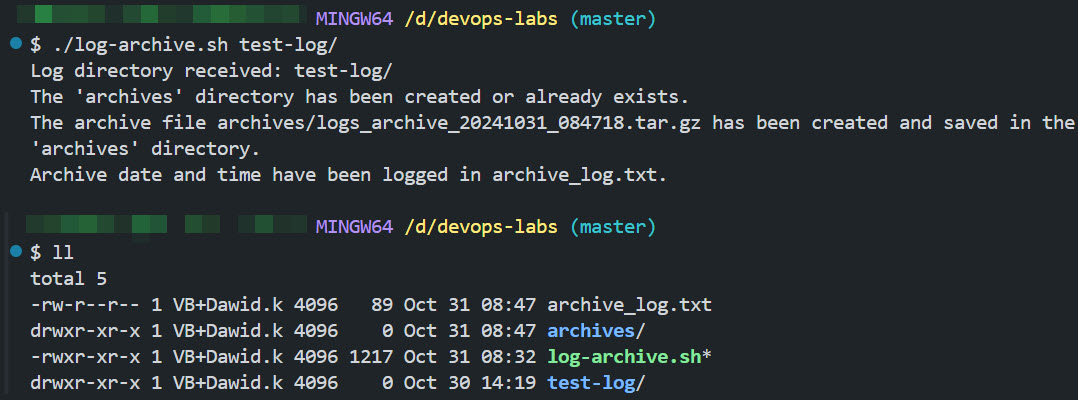 MINGW64 /d/devops-labs (master)
$ ./log-archive.sh test-log/
Log directory received: test-log/
The 'archives' directory has been created or already exists.
The archive file archives/logs_archive_20241031_084718.tar.gz has been created and saved in the
'archives' directory.
Archive date and time have been logged in archive_log.txt.
MINGW64 /d/devops-labs (master)
$ ll
total 5
-rw-r--r-- 1 VB+Dawid.k 4096   89 Oct 31 08:47 archive_log.txt
drwxr-xr-x 1 VB+Dawid.k 4096    0 Oct 31 08:47 archives/
-rwxr-xr-x 1 VB+Dawid.k 4096 1217 Oct 31 08:32 log-archive.sh*
drwxr-xr-x 1 VB+Dawid.k 4096    0 Oct 30 14:19 test-log/